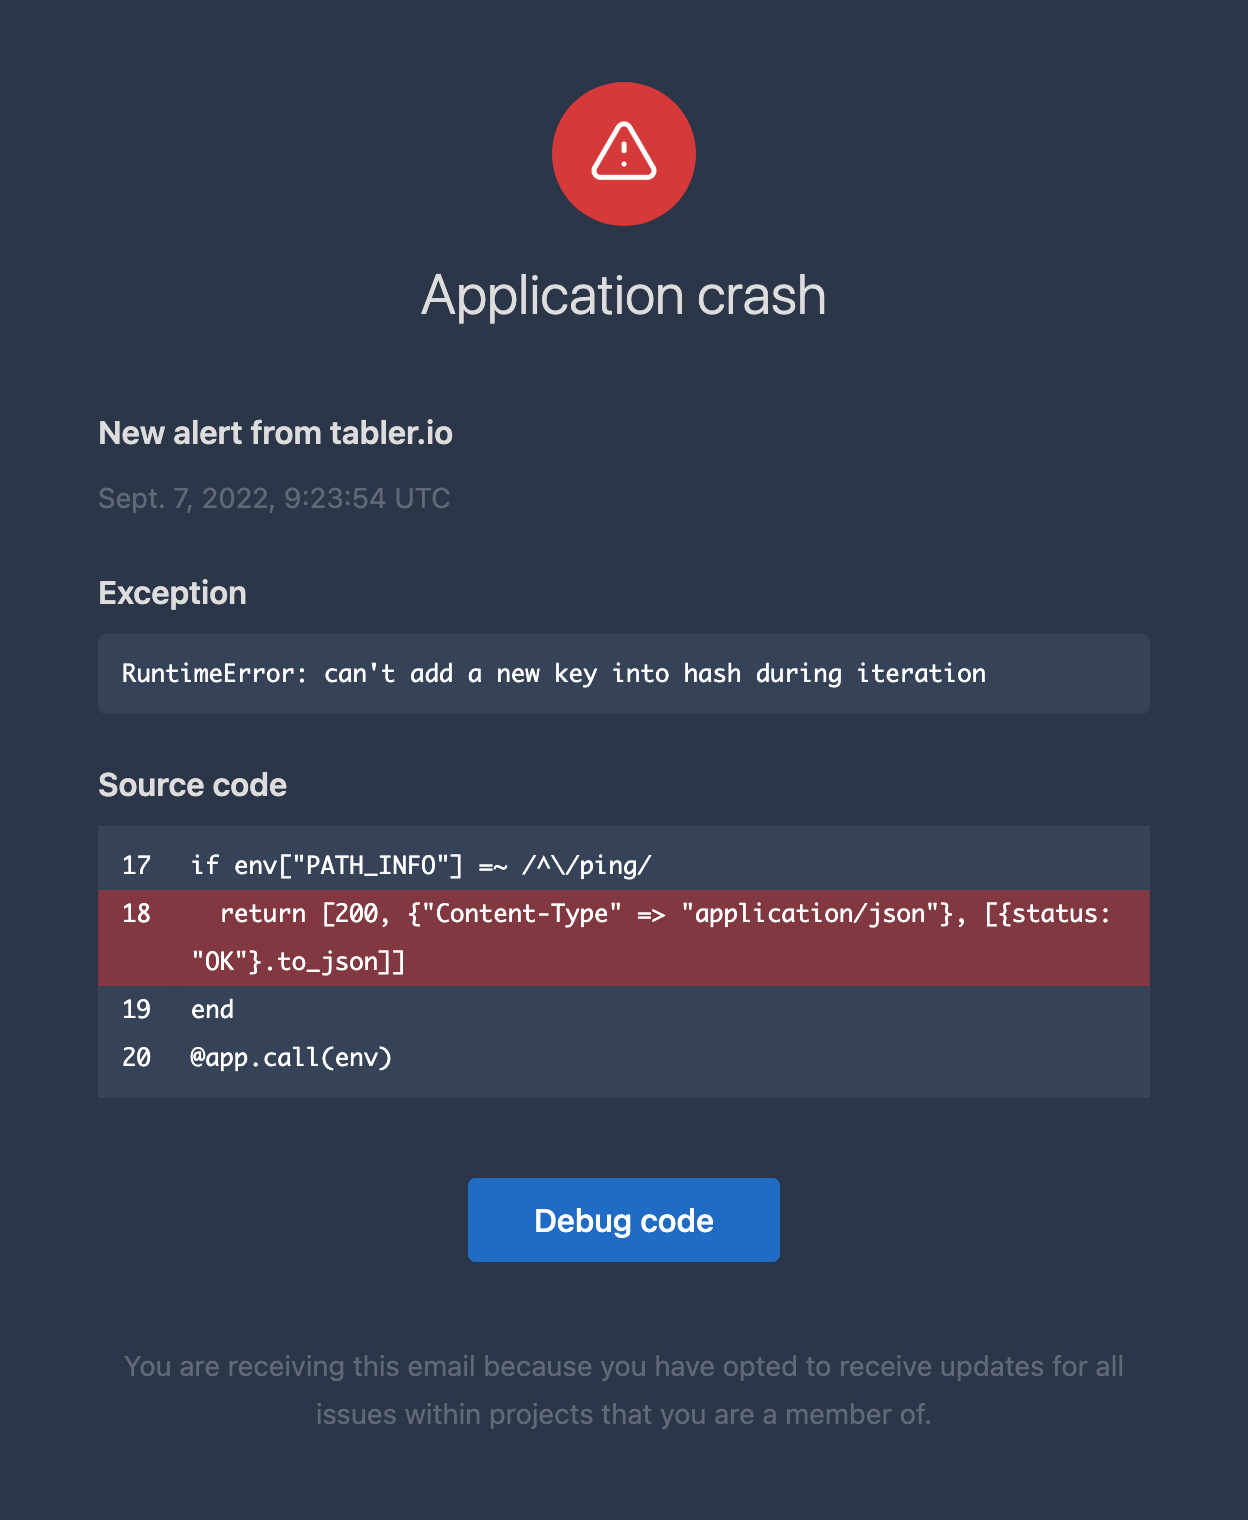 Application crash
New alert from tabler.io
Sept. 7, 2022, 9:23:54 UTC
Exception
RuntimeError: can't add a new key into hash during iteration
Source code
17 if env["PATH_INFO"] =~ /^\/ping/
18 return [200, {"Content-Type" => "application/json"}, [{status:
"OK"}.to_json]]
19 end
20 @app.call(env)
Debug code
You are receiving this email because you have opted to receive updates for all
issues within projects that you are a member of.